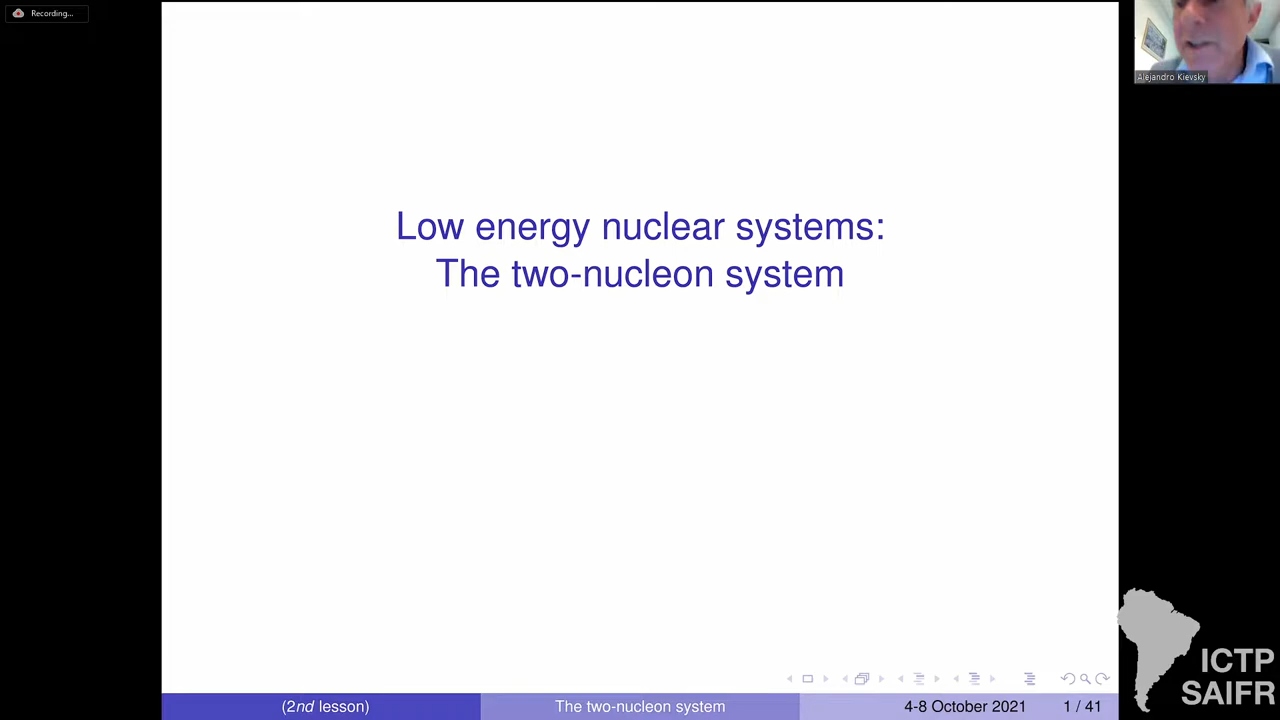 Recording...
Alejandro Kievsky
Low energy nuclear systems:
The two-nucleon system
ICTP
SAIFR
(2nd lesson)
The two-nucleon system
4-8 October 2021
1 / 41